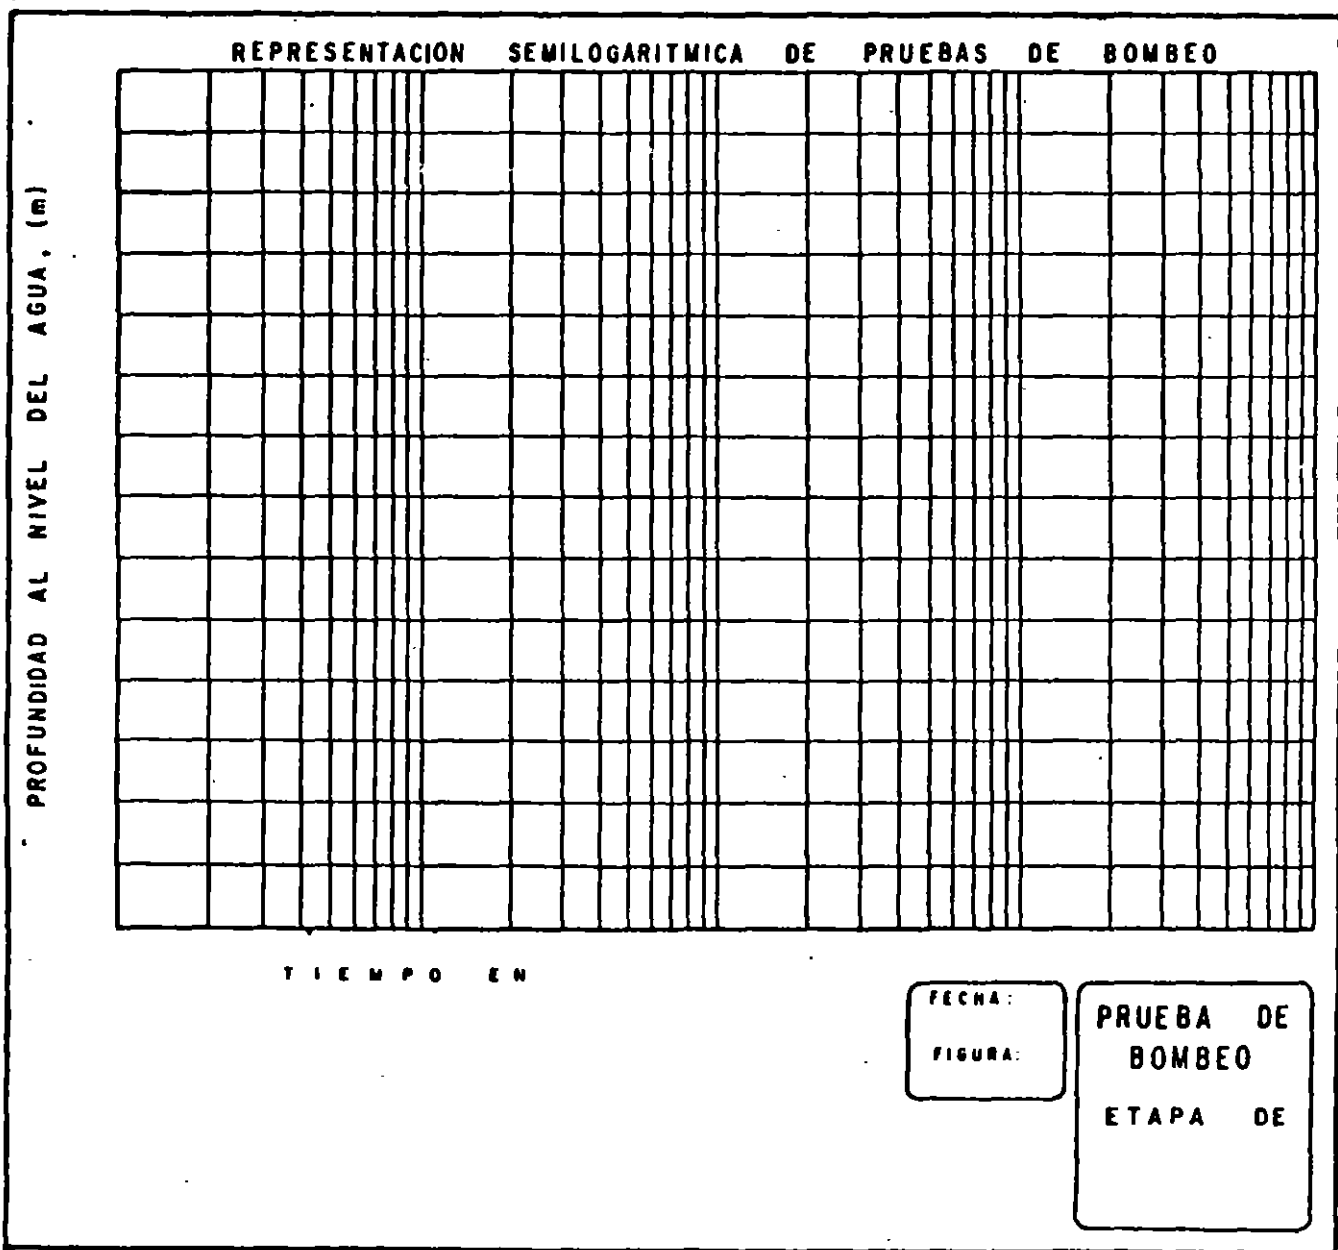 REPRESENTACION SEMILOGARITMICA DE PRUEBAS DE BOMBEO
PROFUNDIDAD AL NIVEL DEL AGUA, (m)
TIEMPO EN
FECHA:
FIGURA:
PRUEBA DE
BOMBEO
ETAPA DE